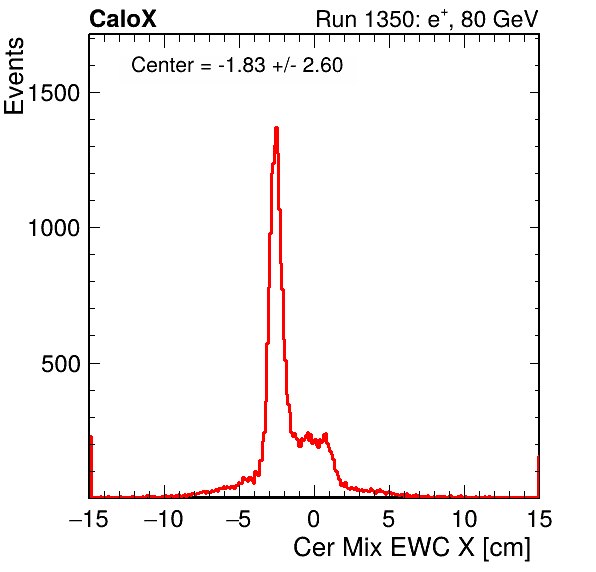 CaloX Run 1350: e⁺, 80 GeV
Events
Center = -1.83 +/- 2.60
1500
1000
500
−15 −10 −5 0 5 10 15
Cer Mix EWC X [cm]